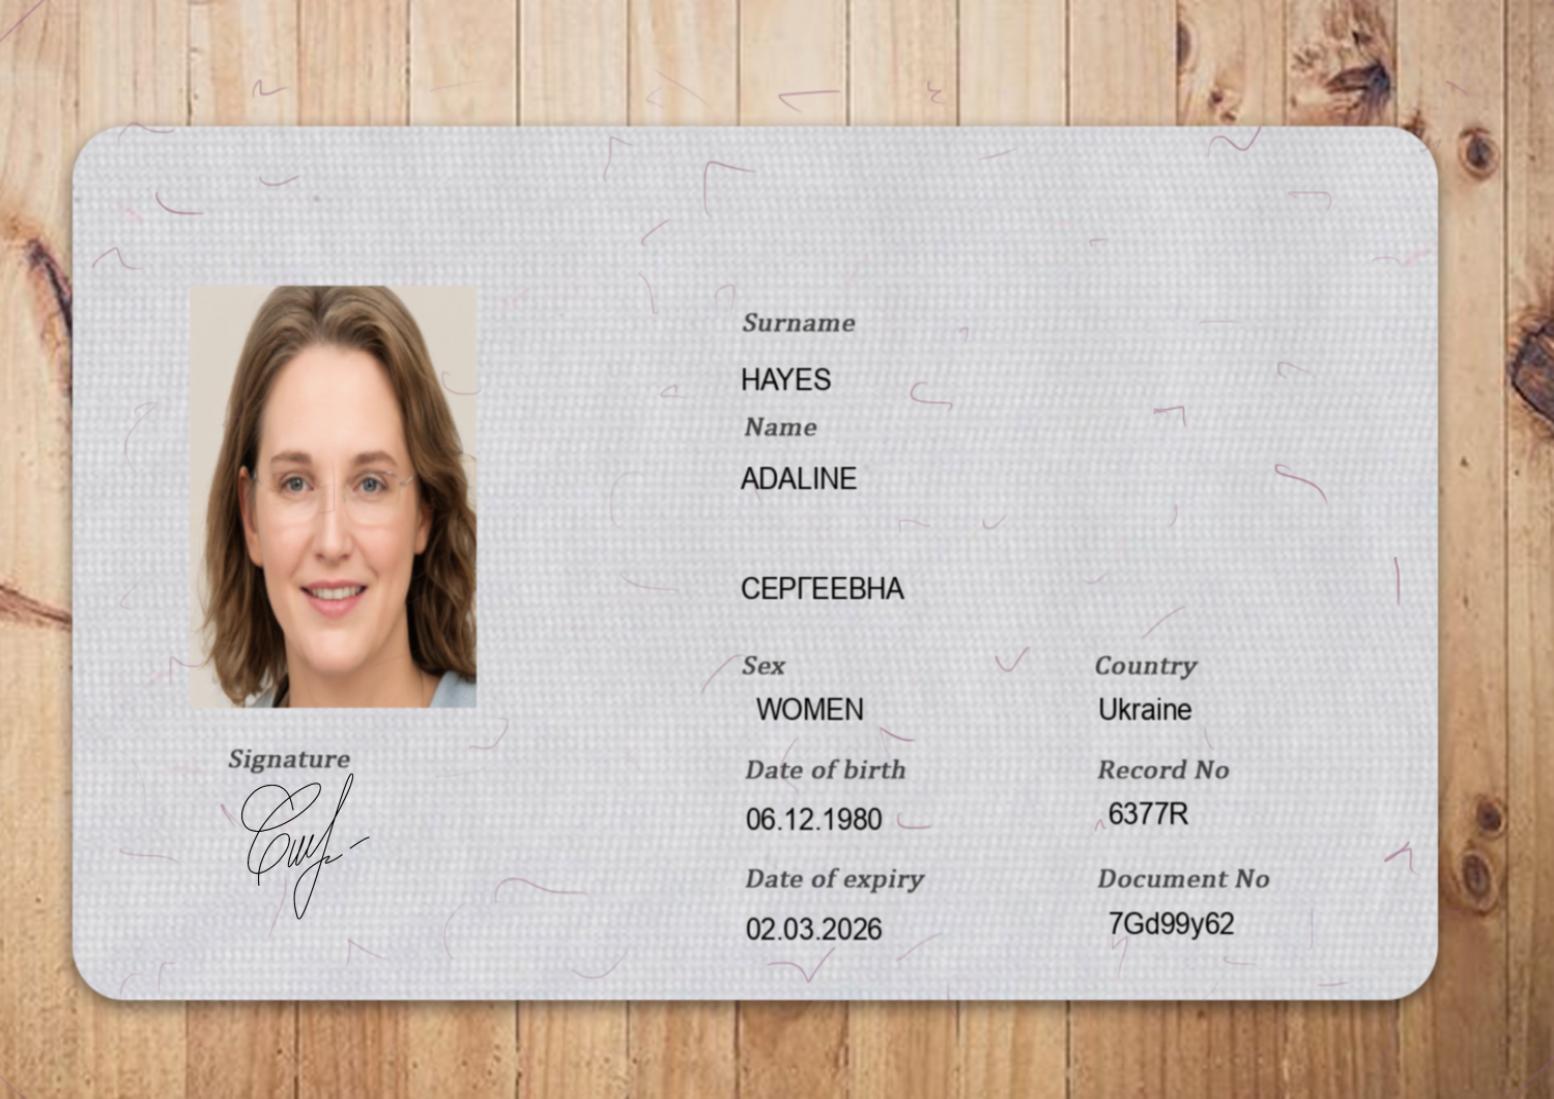 Surname
HAYES
Name
ADALINE
СЕРГЕЕВНА
Sex
WOMEN
Country
Ukraine
Date of birth
06.12.1980
Record No
6377R
Date of expiry
02.03.2026
Document No
7Gd99y62
Signature